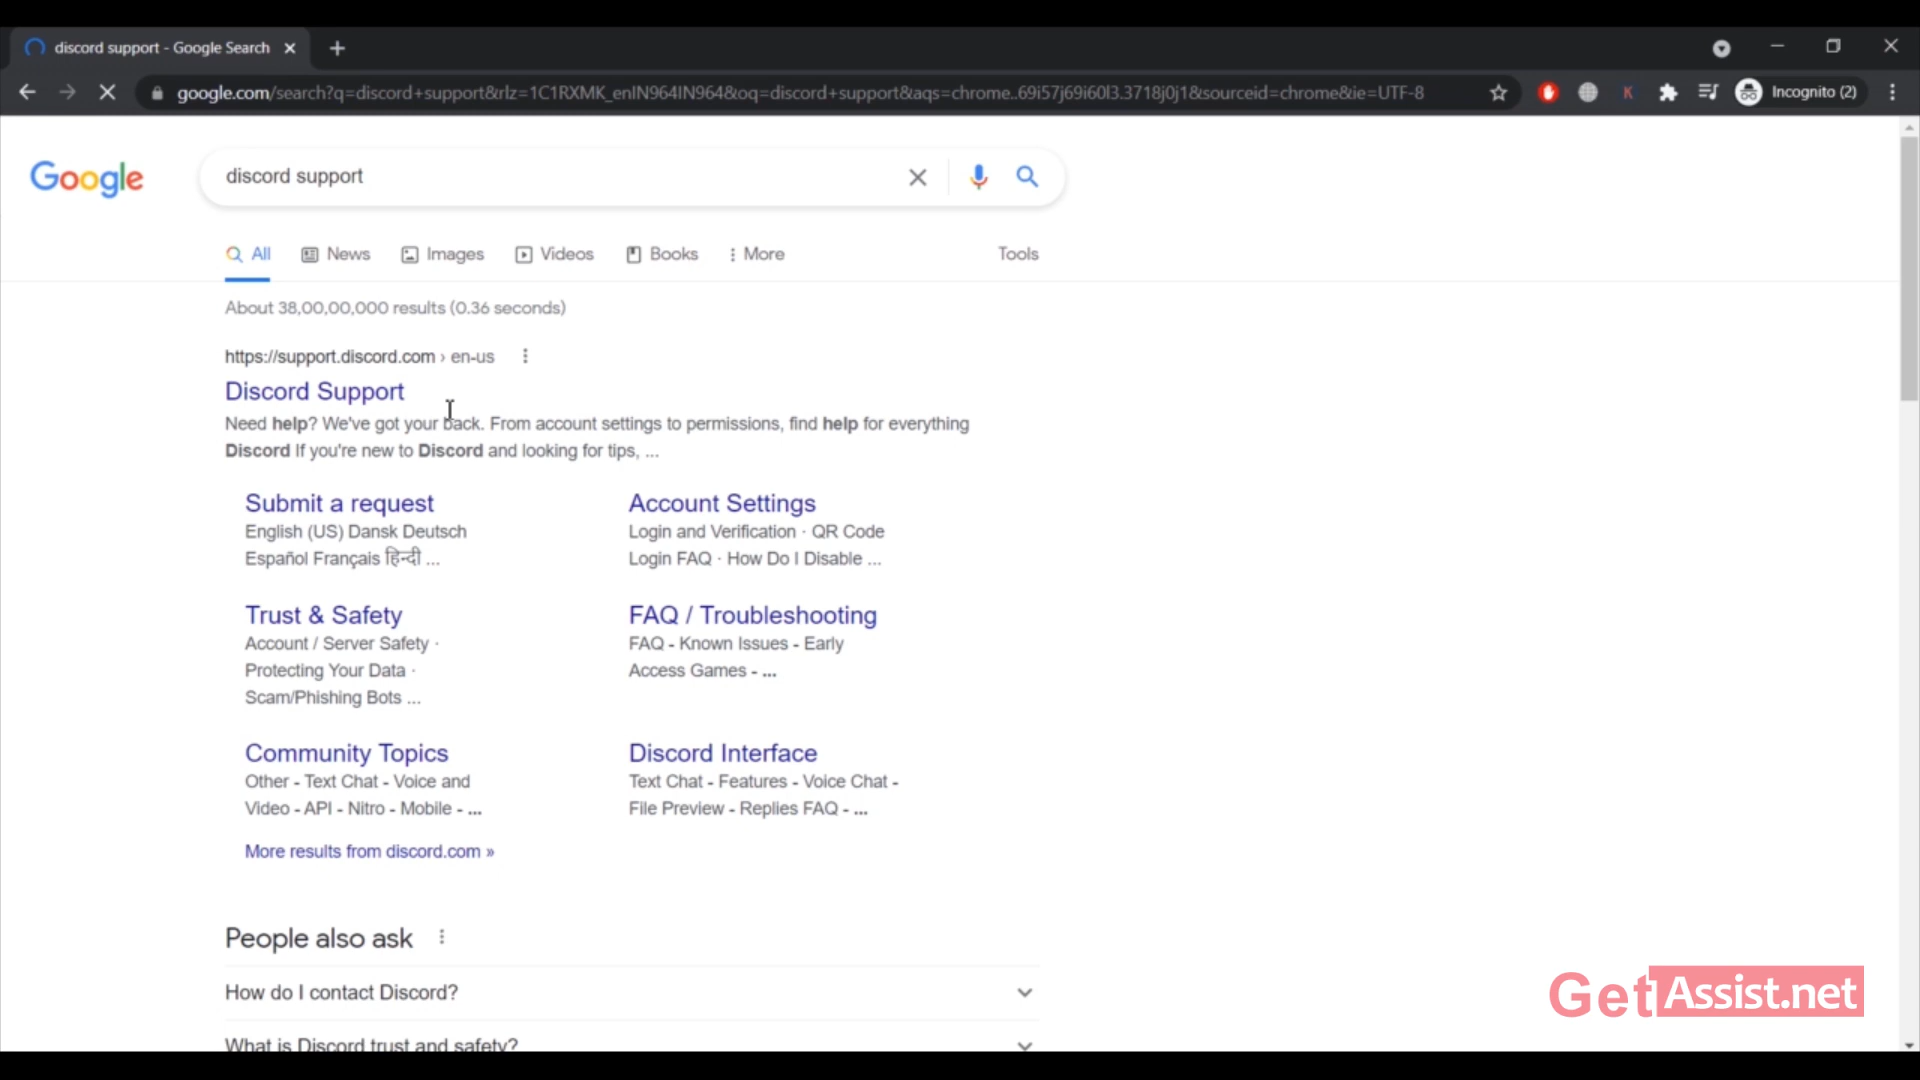 discord support - Google Search
google.com/search?q=discord+support&rlz=1C1RXMK_enIN964IN964&oq=discord+support&aqs=chrome..69i57j69i60l3.3718j0j1&sourceid=chrome&ie=UTF-8
K
Incognito (2)
Google
discord support
All News Images Videos Books More Tools
About 38,00,00,000 results (0.36 seconds)
https://support.discord.com › en-us
Discord Support
Need help? We've got your back. From account settings to permissions, find help for everything
Discord If you're new to Discord and looking for tips, ...
Submit a request
English (US) Dansk Deutsch
Español Français हिन्दी ...
Account Settings
Login and Verification · QR Code
Login FAQ · How Do I Disable ...
Trust & Safety
Account / Server Safety ·
Protecting Your Data ·
Scam/Phishing Bots ...
FAQ / Troubleshooting
FAQ - Known Issues - Early
Access Games - ...
Community Topics
Other - Text Chat - Voice and
Video - API - Nitro - Mobile - ...
Discord Interface
Text Chat - Features - Voice Chat -
File Preview - Replies FAQ - ...
More results from discord.com »
People also ask
How do I contact Discord?
What is Discord trust and safety?
GetAssist.net